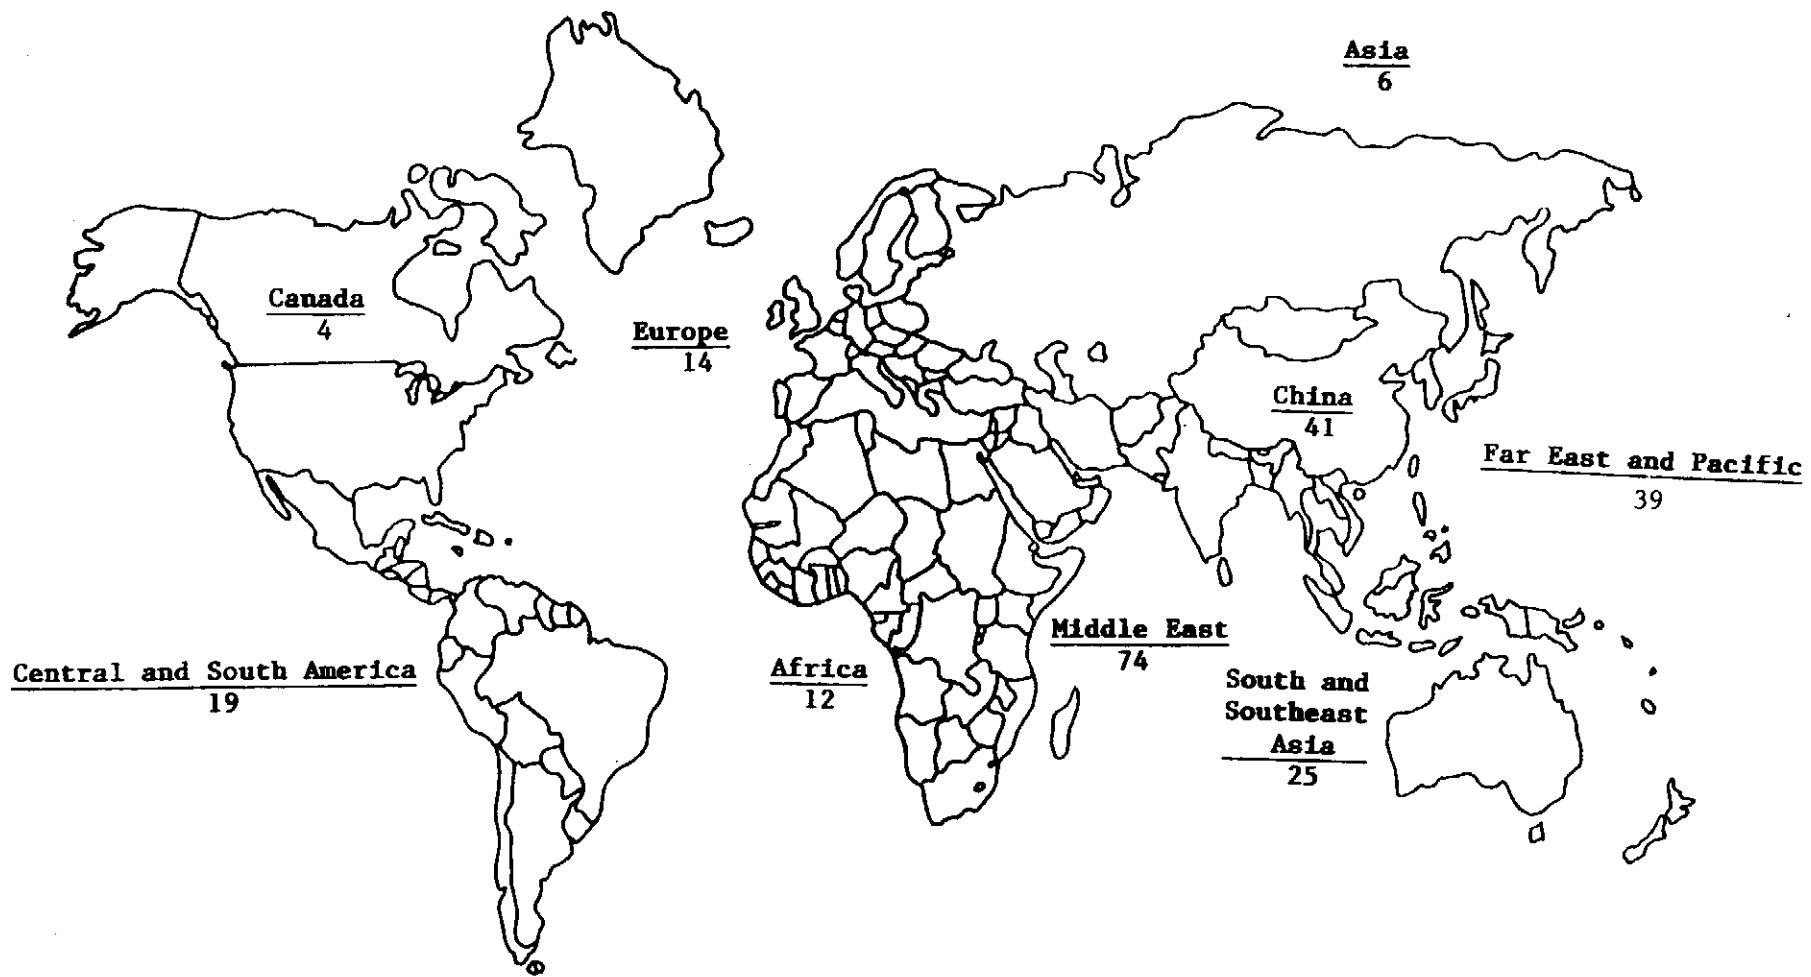 Asia
6
Canada
4
Europe
14
China
41
Far East and Pacific
39
Middle East
74
Central and South America
19
Africa
12
South and
Southeast
Asia
25